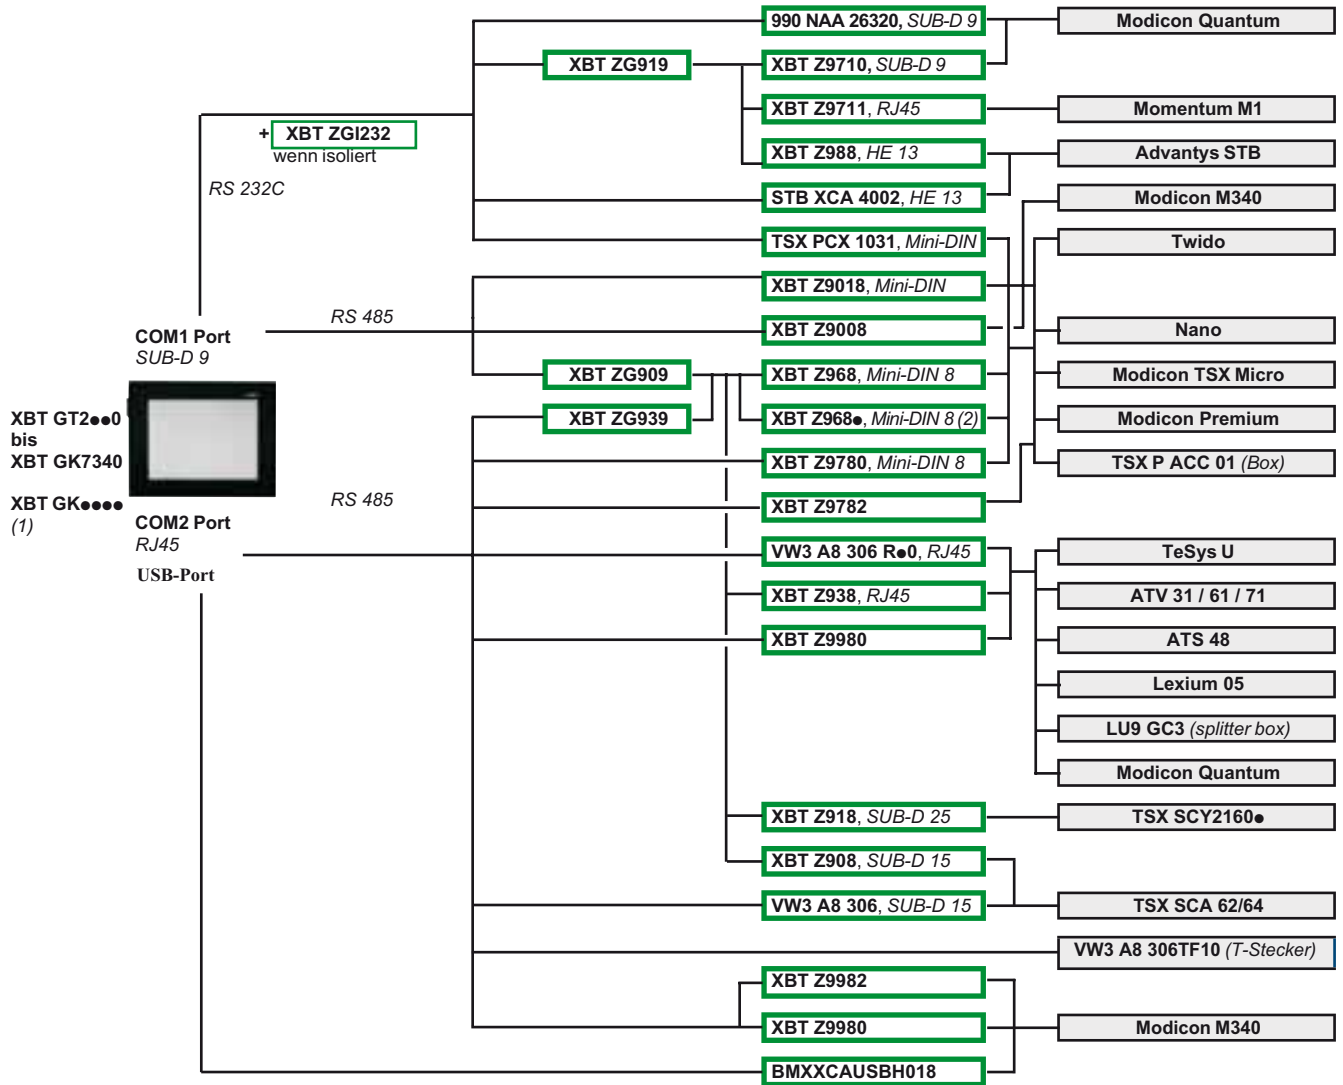 990 NAA 26320, SUB-D 9
Modicon Quantum
XBT ZG919
XBT Z9710, SUB-D 9
XBT Z9711, RJ45
Momentum M1
+ XBT ZGI232
wenn isoliert
XBT Z988, HE 13
Advantys STB
RS 232C
STB XCA 4002, HE 13
Modicon M340
TSX PCX 1031, Mini-DIN
Twido
XBT Z9018, Mini-DIN
RS 485
COM1 Port
SUB-D 9
XBT Z9008
Nano
XBT ZG909
XBT Z968, Mini-DIN 8
Modicon TSX Micro
XBT GT2●●0
bis
XBT GK7340
XBT ZG939
XBT Z968●, Mini-DIN 8 (2)
Modicon Premium
XBT Z9780, Mini-DIN 8
TSX P ACC 01 (Box)
XBT GK●●●●
(1)
RS 485
XBT Z9782
COM2 Port
RJ45
USB-Port
VW3 A8 306 R●0, RJ45
TeSys U
XBT Z938, RJ45
ATV 31 / 61 / 71
XBT Z9980
ATS 48
Lexium 05
LU9 GC3 (splitter box)
Modicon Quantum
XBT Z918, SUB-D 25
TSX SCY2160●
XBT Z908, SUB-D 15
VW3 A8 306, SUB-D 15
TSX SCA 62/64
VW3 A8 306TF10 (T-Stecker)
XBT Z9982
XBT Z9980
Modicon M340
BMXXCAUSBH018